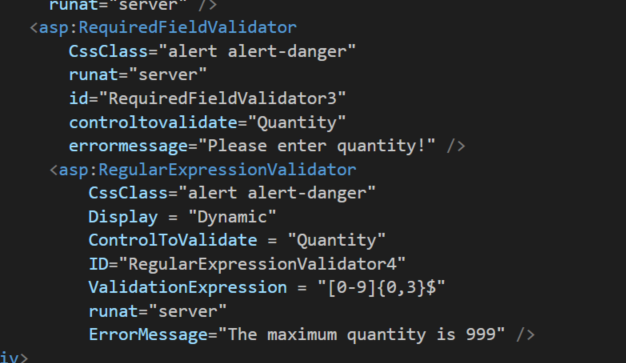 runat="server" />
<asp:RequiredFieldValidator
CssClass="alert alert-danger"
runat="server"
id="RequiredFieldValidator3"
controltovalidate="Quantity"
errormessage="Please enter quantity!" />
<asp:RegularExpressionValidator
CssClass="alert alert-danger"
Display = "Dynamic"
ControlToValidate = "Quantity"
ID="RegularExpressionValidator4"
ValidationExpression = "[0-9]{0,3}$"
runat="server"
ErrorMessage="The maximum quantity is 999" />
iv>